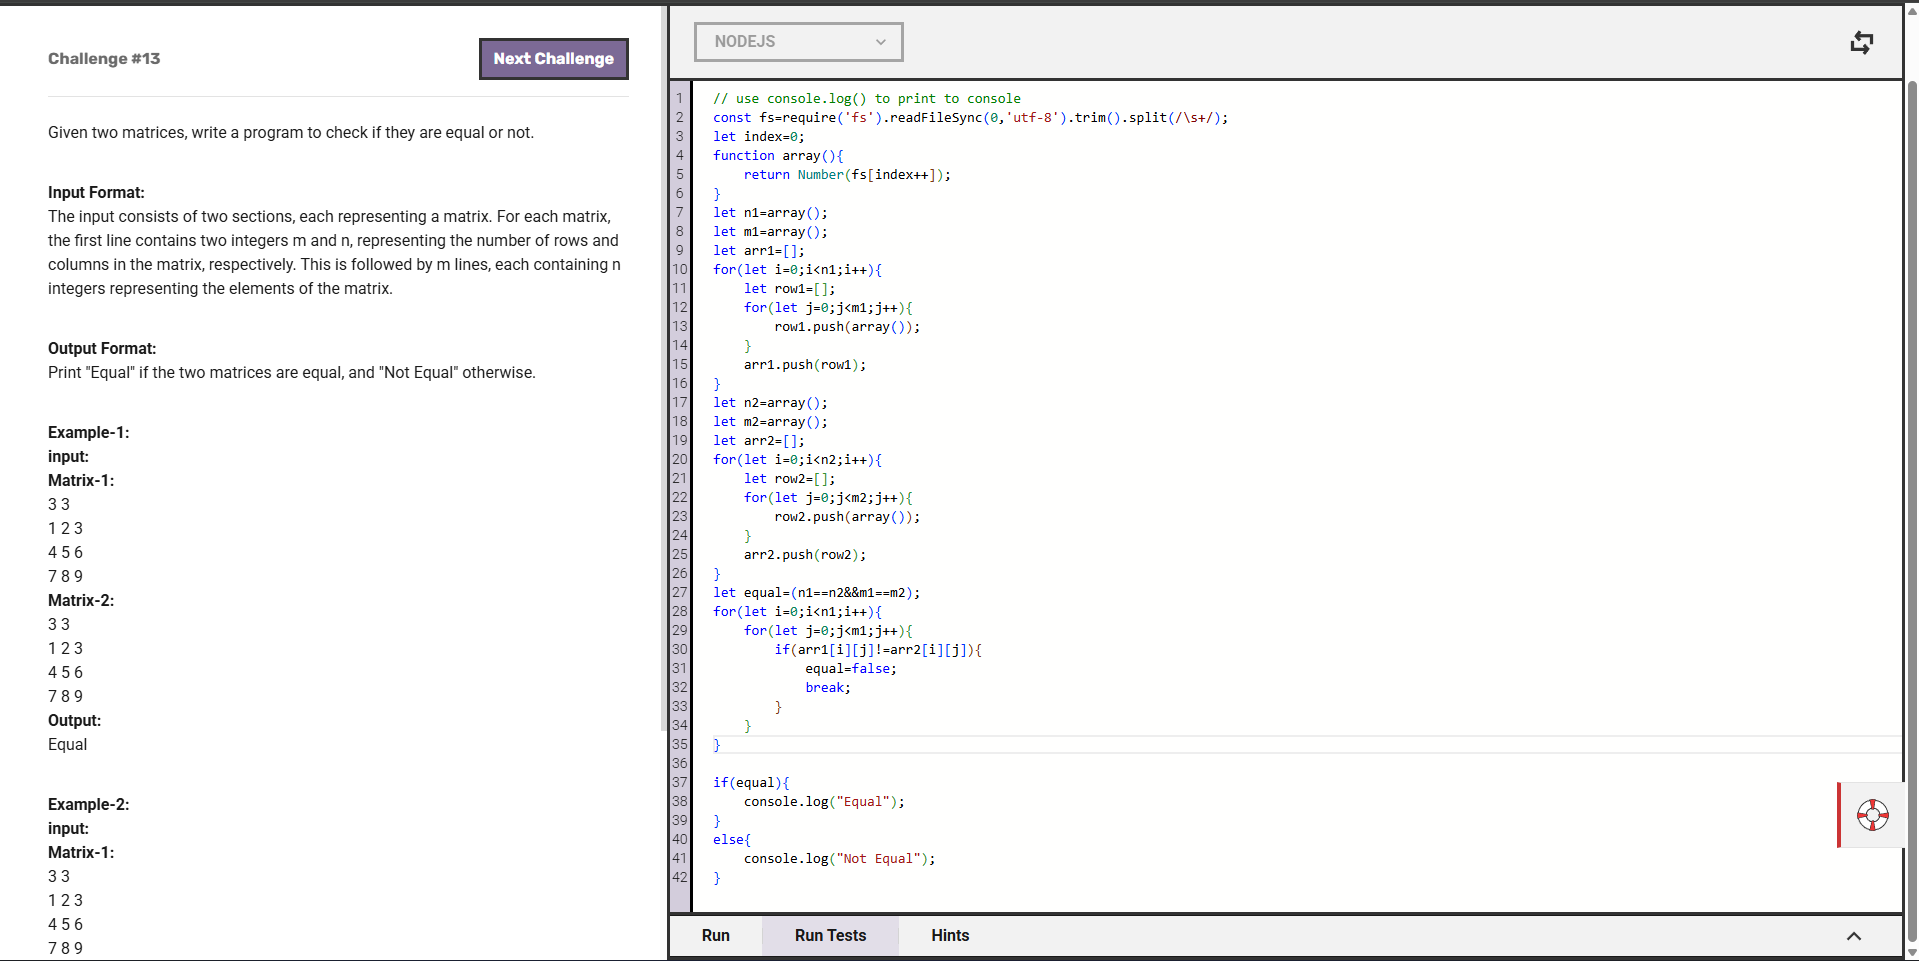 Challenge #13
Next Challenge
Given two matrices, write a program to check if they are equal or not.
Input Format:
The input consists of two sections, each representing a matrix. For each matrix,
the first line contains two integers m and n, representing the number of rows and
columns in the matrix, respectively. This is followed by m lines, each containing n
integers representing the elements of the matrix.
Output Format:
Print "Equal" if the two matrices are equal, and "Not Equal" otherwise.
Example-1:
input:
Matrix-1:
3 3
1 2 3
4 5 6
7 8 9
Matrix-2:
3 3
1 2 3
4 5 6
7 8 9
Output:
Equal
Example-2:
input:
Matrix-1:
3 3
1 2 3
4 5 6
7 8 9
NODEJS
1 // use console.log() to print to console
2 const fs=require('fs').readFileSync(0,'utf-8').trim().split(/\s+/);
3 let index=0;
4 function array(){
5     return Number(fs[index++]);
6 }
7 let n1=array();
8 let m1=array();
9 let arr1=[];
10 for(let i=0;i<n1;i++){
11     let row1=[];
12     for(let j=0;j<m1;j++){
13         row1.push(array());
14     }
15     arr1.push(row1);
16 }
17 let n2=array();
18 let m2=array();
19 let arr2=[];
20 for(let i=0;i<n2;i++){
21     let row2=[];
22     for(let j=0;j<m2;j++){
23         row2.push(array());
24     }
25     arr2.push(row2);
26 }
27 let equal=(n1==n2&&m1==m2);
28 for(let i=0;i<n1;i++){
29     for(let j=0;j<m1;j++){
30         if(arr1[i][j]!=arr2[i][j]){
31             equal=false;
32             break;
33         }
34     }
35 }
36
37 if(equal){
38     console.log("Equal");
39 }
40 else{
41     console.log("Not Equal");
42 }
Run
Run Tests
Hints